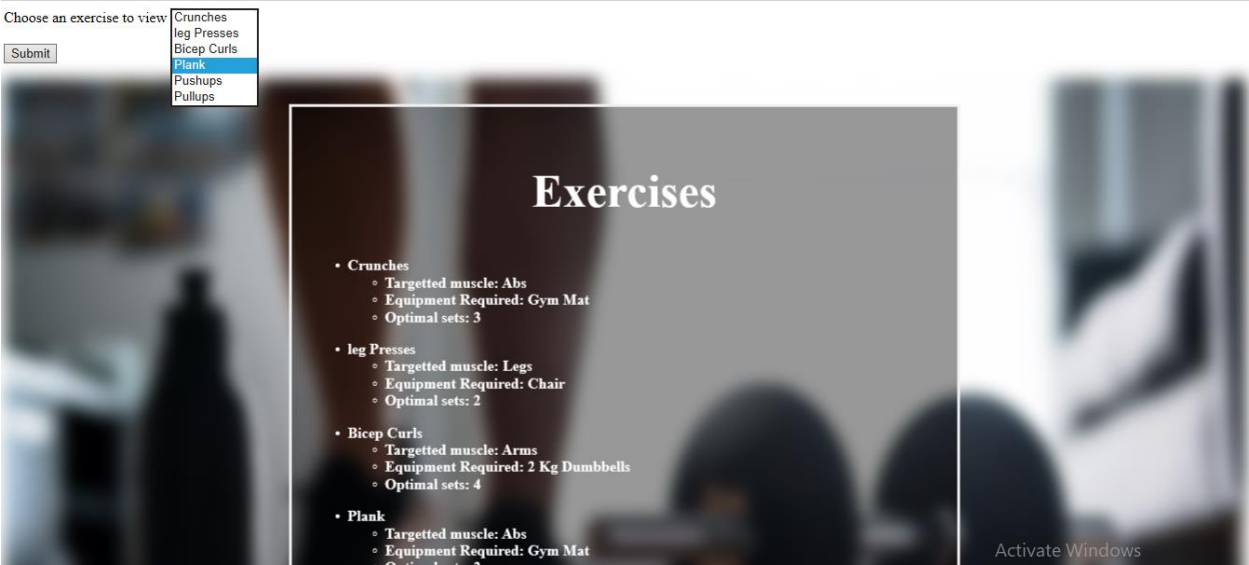 Choose an exercise to view
Crunches
leg Presses
Bicep Curls
Plank
Pushups
Pullups
Submit
Exercises
• Crunches
◦ Targetted muscle: Abs
◦ Equipment Required: Gym Mat
◦ Optimal sets: 3
• leg Presses
◦ Targetted muscle: Legs
◦ Equipment Required: Chair
◦ Optimal sets: 2
• Bicep Curls
◦ Targetted muscle: Arms
◦ Equipment Required: 2 Kg Dumbbells
◦ Optimal sets: 4
• Plank
◦ Targetted muscle: Abs
◦ Equipment Required: Gym Mat
Activate Windows